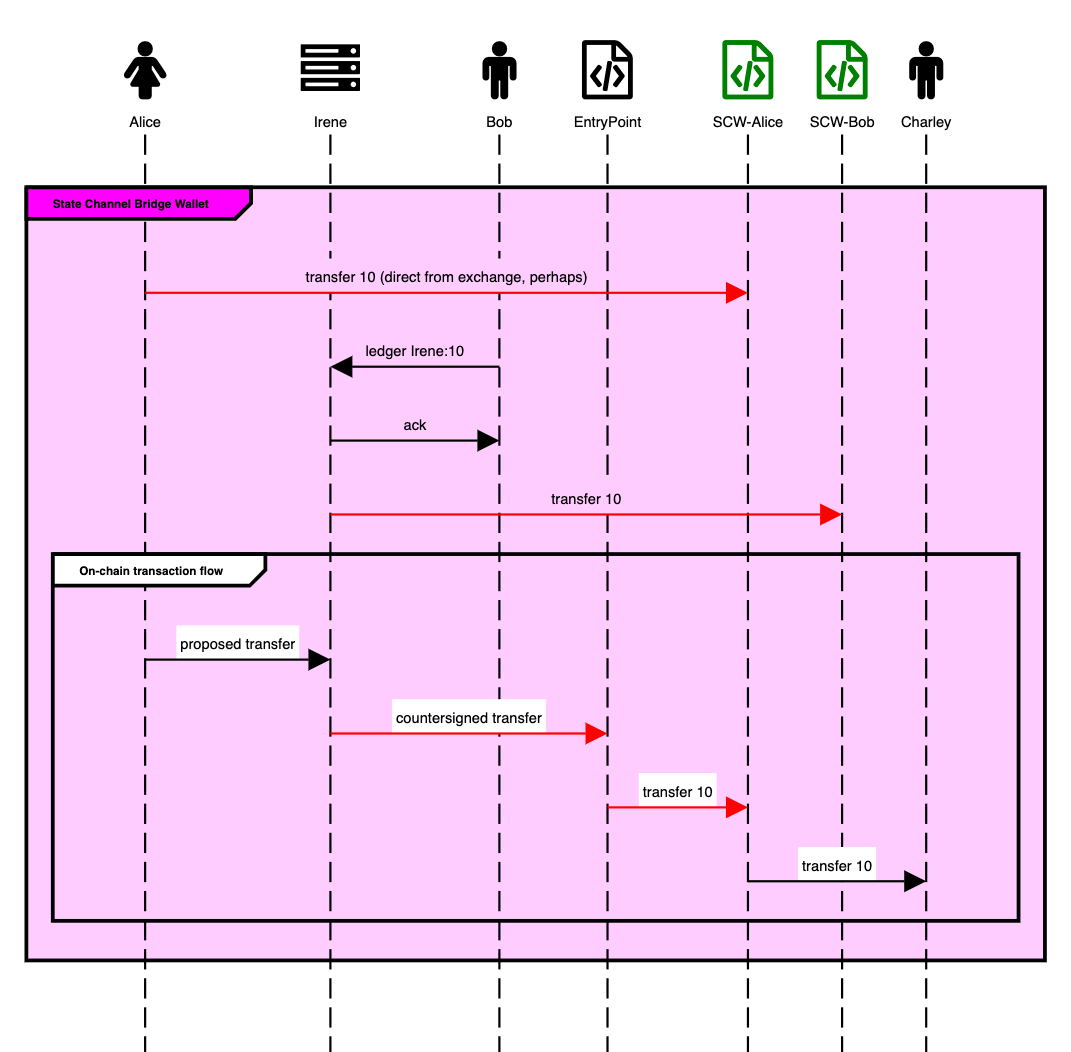 Alice
Irene
Bob
EntryPoint
SCW-Alice
SCW-Bob
Charley
State Channel Bridge Wallet
transfer 10 (direct from exchange, perhaps)
ledger Irene:10
ack
transfer 10
On-chain transaction flow
proposed transfer
countersigned transfer
transfer 10
transfer 10